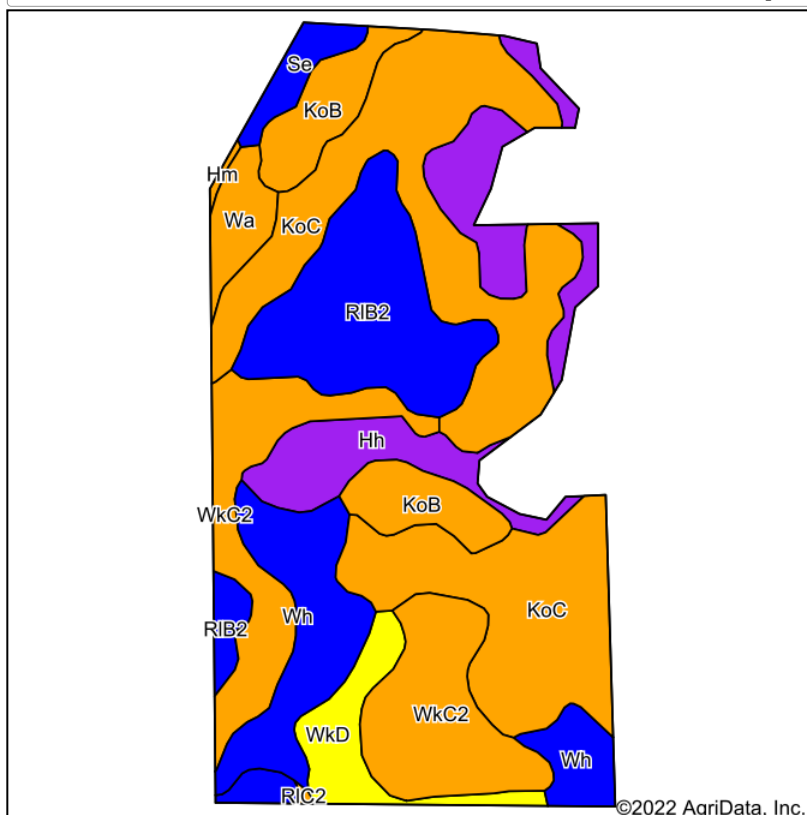 Se
KoB
Hm
Wa
KoC
RIB2
Hh
KoB
WkC2
KoC
Wh
RIB2
WkC2
WkD
Wh
RIC2
©2022 AgriData, Inc.